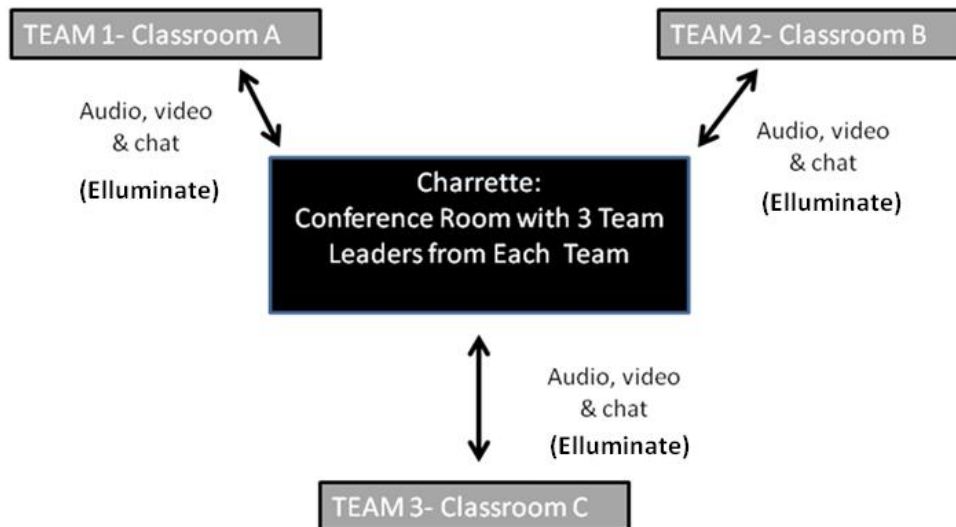 TEAM 1- Classroom A
TEAM 2- Classroom B
Audio, video
& chat
(Elluminate)
Audio, video
& chat
(Elluminate)
Charrette:
Conference Room with 3 Team
Leaders from Each Team
Audio, video
& chat
(Elluminate)
TEAM 3- Classroom C